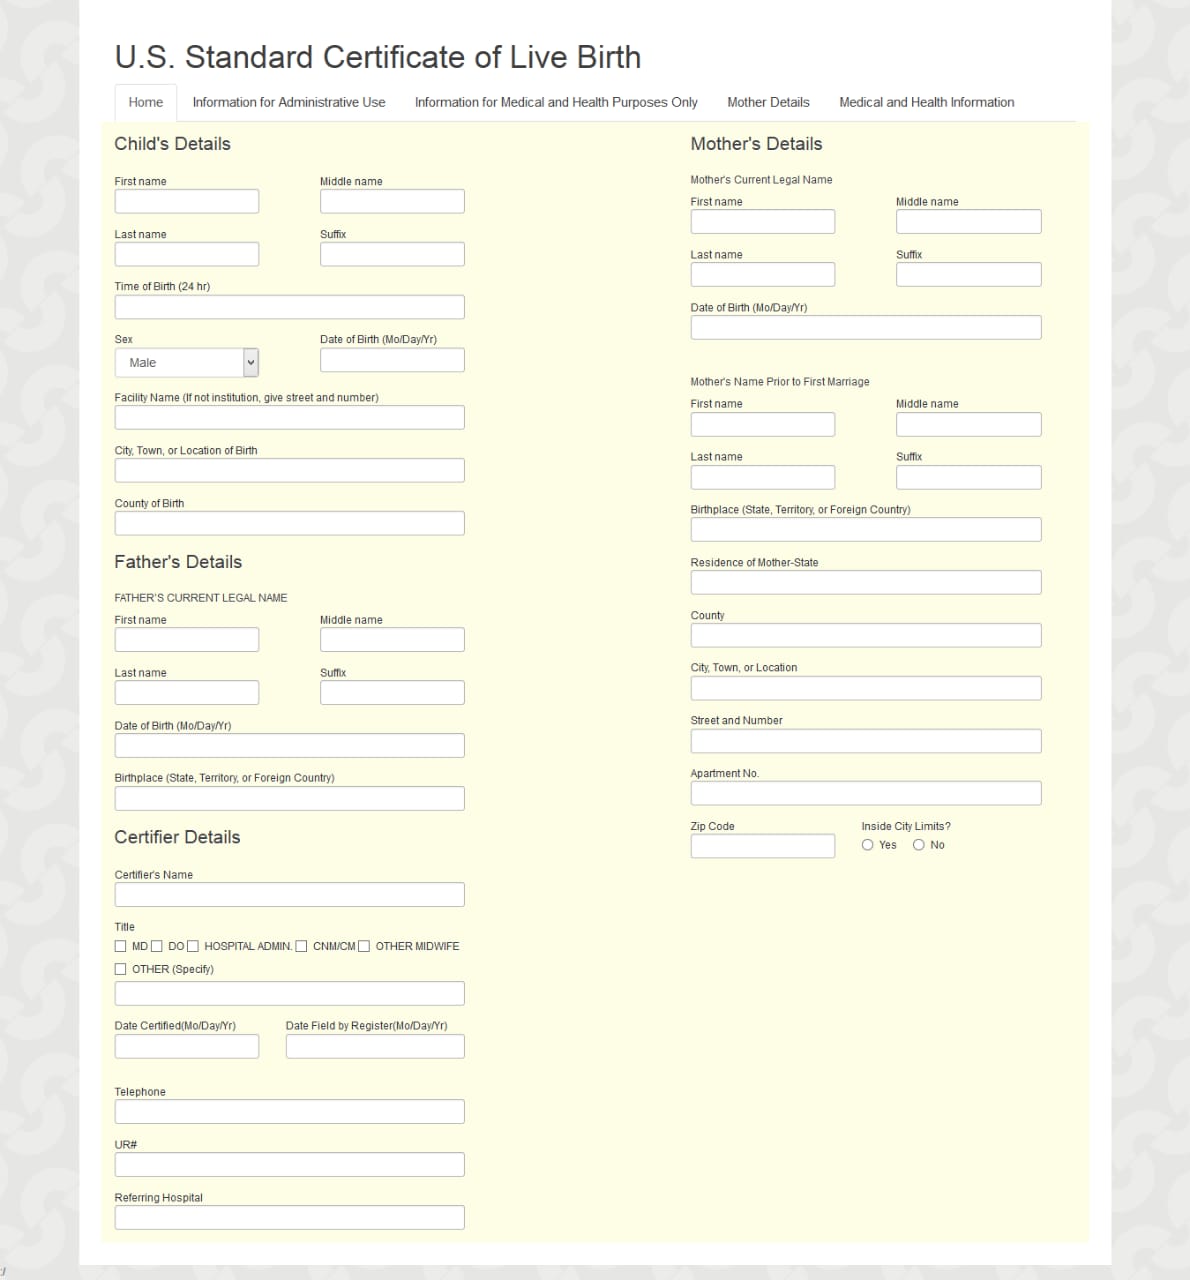 U.S. Standard Certificate of Live Birth
Home Information for Administrative Use Information for Medical and Health Purposes Only Mother Details Medical and Health Information
Child's Details
First name Middle name
Last name Suffix
Time of Birth (24 hr)
Sex Date of Birth (Mo/Day/Yr)
Male
Facility Name (If not institution, give street and number)
City, Town, or Location of Birth
County of Birth
Father's Details
FATHER'S CURRENT LEGAL NAME
First name Middle name
Last name Suffix
Date of Birth (Mo/Day/Yr)
Birthplace (State, Territory, or Foreign Country)
Certifier Details
Certifier's Name
Title
MD DO HOSPITAL ADMIN. CNM/CM OTHER MIDWIFE
OTHER (Specify)
Date Certified(Mo/Day/Yr) Date Field by Register(Mo/Day/Yr)
Telephone
UR#
Referring Hospital
Mother's Details
Mother's Current Legal Name
First name Middle name
Last name Suffix
Date of Birth (Mo/Day/Yr)
Mother's Name Prior to First Marriage
First name Middle name
Last name Suffix
Birthplace (State, Territory, or Foreign Country)
Residence of Mother-State
County
City, Town, or Location
Street and Number
Apartment No.
Zip Code Inside City Limits?
Yes No